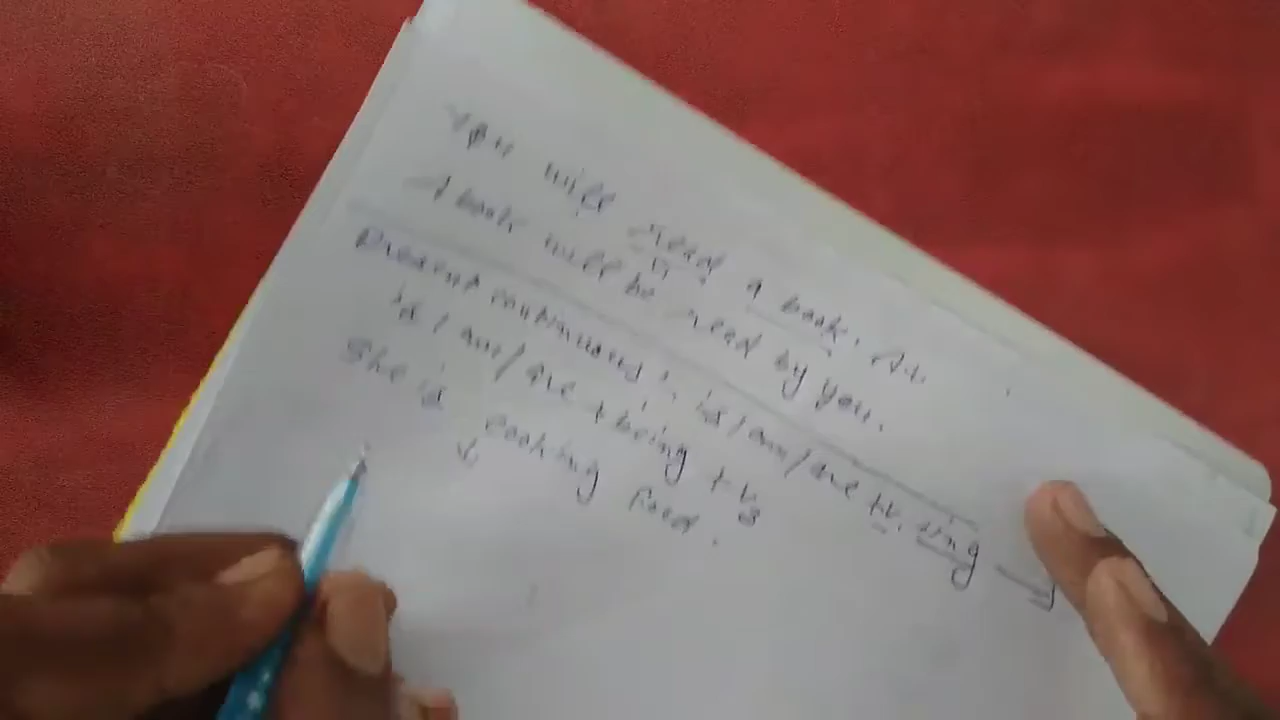 You will read a book. Av.
A book will be read by you.
Present continuous :- is/am/are +v1 +ing →
is/am/are + being + v3
She is cooking food.
↓